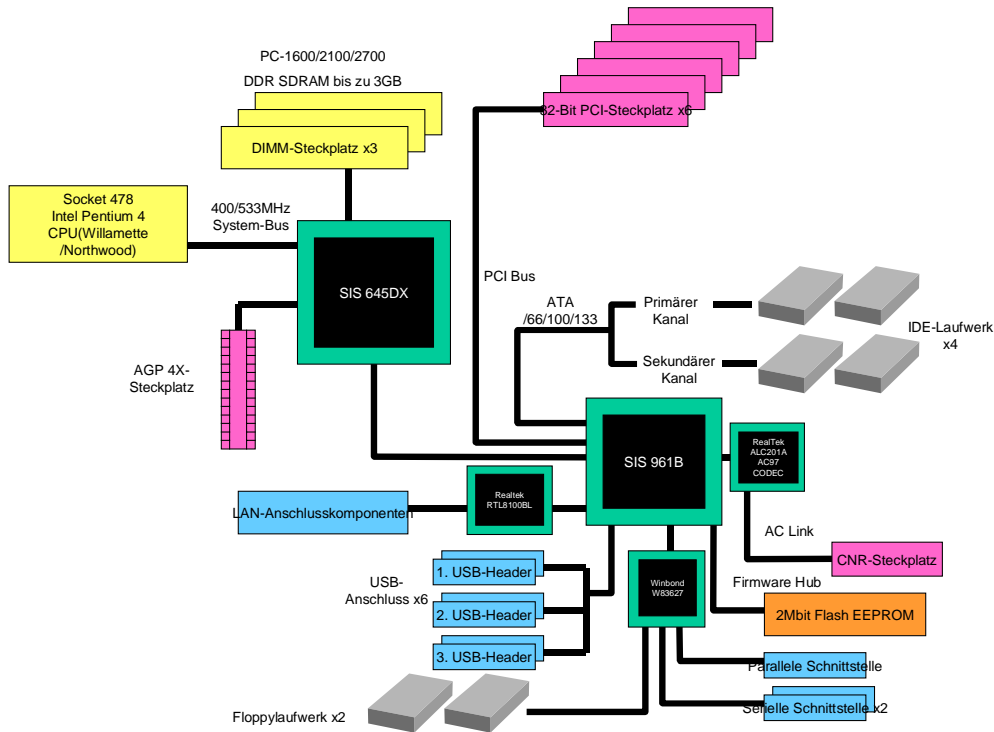 PC-1600/2100/2700
DDR SDRAM bis zu 3GB
DIMM-Steckplatz x3
32-Bit PCI-Steckplatz x6
Socket 478
Intel Pentium 4
CPU(Willamette
/Northwood)
400/533MHz
System-Bus
SIS 645DX
PCI Bus
ATA
/66/100/133
Primärer
Kanal
Sekundärer
Kanal
IDE-Laufwerk
x4
AGP 4X-
Steckplatz
SIS 961B
RealTek
ALC201A
AC97
CODEC
Realtek
RTL8100BL
LAN-Anschlusskomponenten
AC Link
CNR-Steckplatz
USB-
Anschluss x6
1. USB-Header
2. USB-Header
3. USB-Header
Winbond
W83627
Firmware Hub
2Mbit Flash EEPROM
Parallele Schnittstelle
Serielle Schnittstelle x2
Floppylaufwerk x2